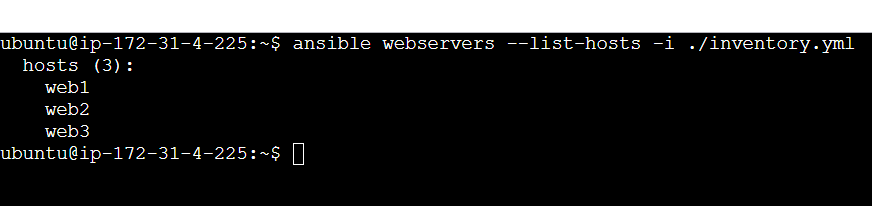 ubuntu@ip-172-31-4-225:~$ ansible webservers --list-hosts -i ./inventory.yml
  hosts (3):
    web1
    web2
    web3
ubuntu@ip-172-31-4-225:~$